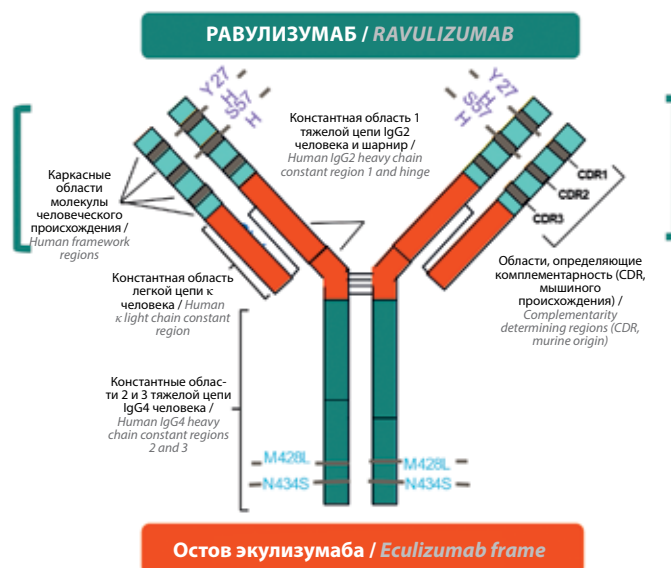 РАВУЛИЗУМАБ / RAVULIZUMAB
Y27
H
S57
H
Y27
H
S57
H
Константная область 1
тяжелой цепи IgG2
человека и шарнир /
Human IgG2 heavy chain
constant region 1 and hinge
Каркасные
области
молекулы
человеческого
происхождения /
Human framework
regions
CDR1
CDR2
CDR3
Константная область
легкой цепи κ
человека / Human
κ light chain constant
region
Области, определяющие
комплементарность (CDR,
мышиного
происхождения) /
Complementarity
determining regions (CDR,
murine origin)
Константные облас-
ти 2 и 3 тяжелой цепи
IgG4 человека /
Human IgG4 heavy
chain constant regions
2 and 3
M428L
N434S
M428L
N434S
Остов экулизумаба / Eculizumab frame